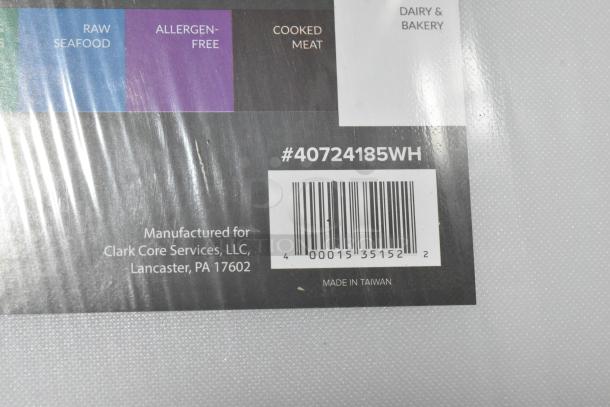 RAW
SEAFOOD
ALLERGEN-
FREE
COOKED
MEAT
DAIRY &
BAKERY
#40724185WH
Manufactured for
Clark Core Services, LLC,
Lancaster, PA 17602
4 00015 35152 2
MADE IN TAIWAN